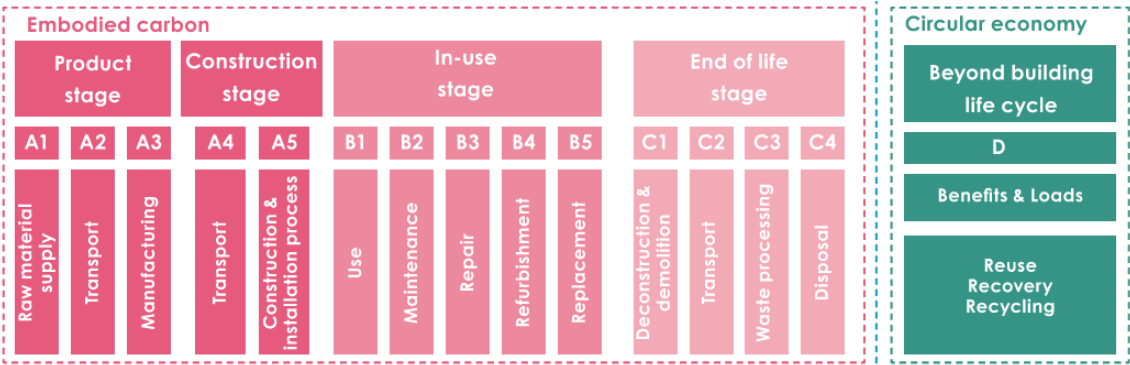 Embodied carbon
Product
stage
Construction
stage
In-use
stage
End of life
stage
A1
A2
A3
A4
A5
B1
B2
B3
B4
B5
C1
C2
C3
C4
Raw material
supply
Transport
Manufacturing
Transport
Construction &
installation process
Use
Maintenance
Repair
Refurbishment
Replacement
Deconstruction &
demolition
Transport
Waste processing
Disposal
Circular economy
Beyond building
life cycle
D
Benefits & Loads
Reuse
Recovery
Recycling